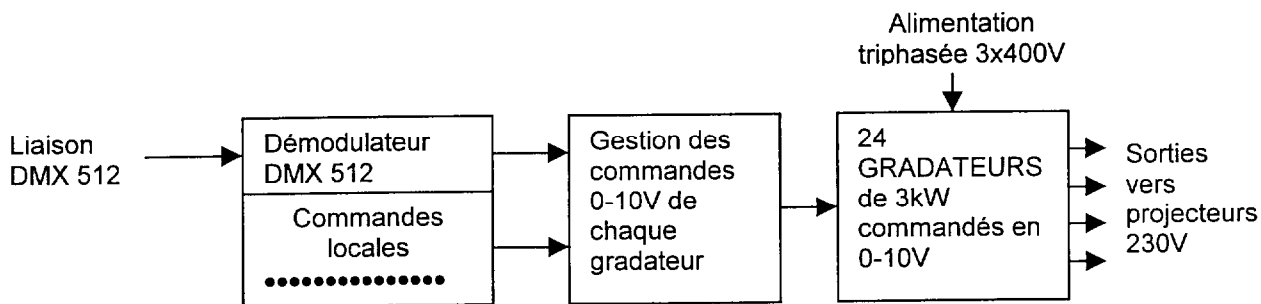 Alimentation
triphasée 3x400V
Liaison
DMX 512
Démodulateur
DMX 512
Commandes
locales
Gestion des
commandes
0-10V de
chaque
gradateur
24
GRADATEURS
de 3kW
commandés en
0-10V
Sorties
vers
projecteurs
230V